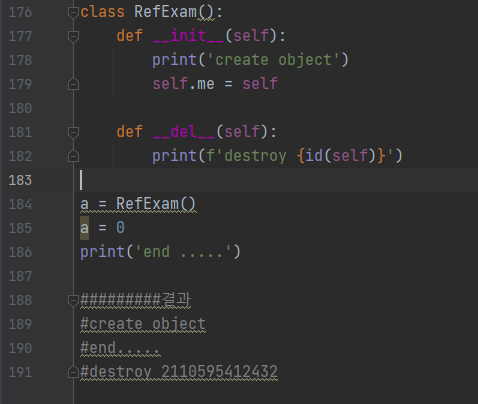 176 class RefExam():
177     def __init__(self):
178         print('create object')
179         self.me = self
180
181     def __del__(self):
182         print(f'destroy {id(self)}')
183
184 a = RefExam()
185 a = 0
186 print('end .....')
187
188 #########결과
189 #create object
190 #end.....
191 #destroy 2110595412432